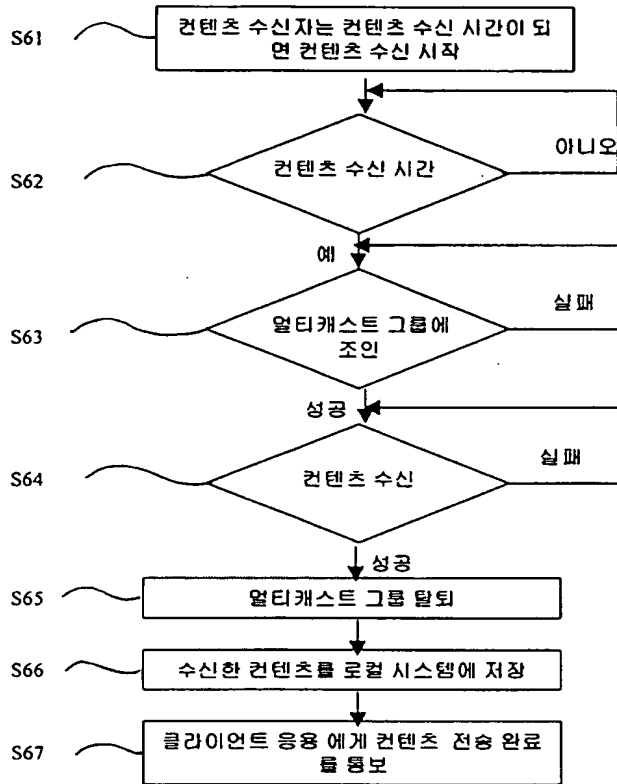 S61
컨텐츠 수신자는 컨텐츠 수신 시간이 되
면 컨텐츠 수신 시작
아니오
S62
컨텐츠 수신 시간
예
S63
멀티캐스트 그룹에
조인
실패
성공
S64
컨텐츠 수신
실패
성공
S65
멀티캐스트 그룹 탈퇴
S66
수신한 컨텐츠를 로컬 시스템에 저장
S67
클라이언트 응용 에게 컨텐츠 전송 완료
를 통보